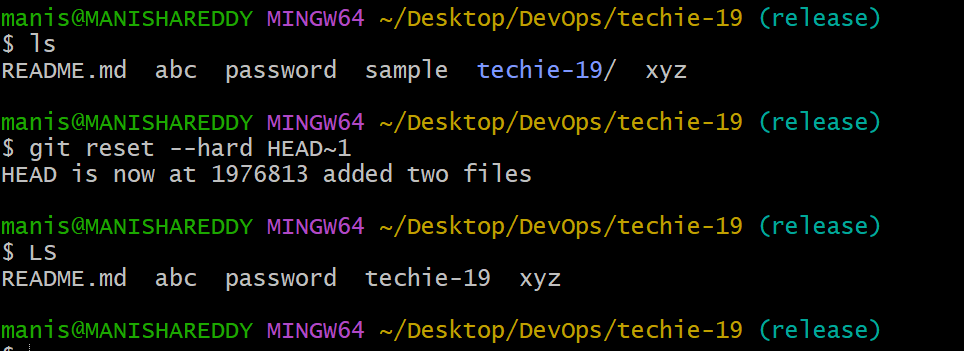 manis@MANISHAREDDY MINGW64 ~/Desktop/DevOps/techie-19 (release)
$ ls
README.md  abc  password  sample  techie-19/  xyz
manis@MANISHAREDDY MINGW64 ~/Desktop/DevOps/techie-19 (release)
$ git reset --hard HEAD~1
HEAD is now at 1976813 added two files
manis@MANISHAREDDY MINGW64 ~/Desktop/DevOps/techie-19 (release)
$ LS
README.md  abc  password  techie-19  xyz
manis@MANISHAREDDY MINGW64 ~/Desktop/DevOps/techie-19 (release)
$